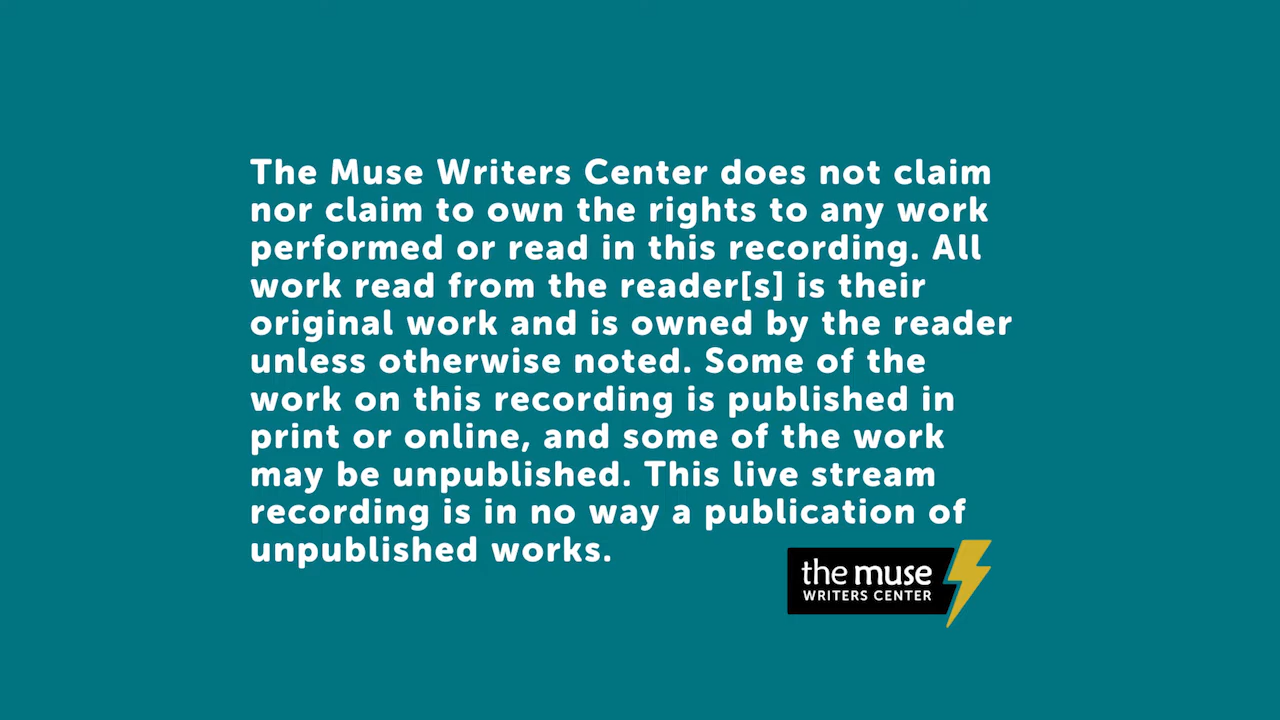 The Muse Writers Center does not claim
nor claim to own the rights to any work
performed or read in this recording. All
work read from the reader[s] is their
original work and is owned by the reader
unless otherwise noted. Some of the
work on this recording is published in
print or online, and some of the work
may be unpublished. This live stream
recording is in no way a publication of
unpublished works.
the muse
WRITERS CENTER